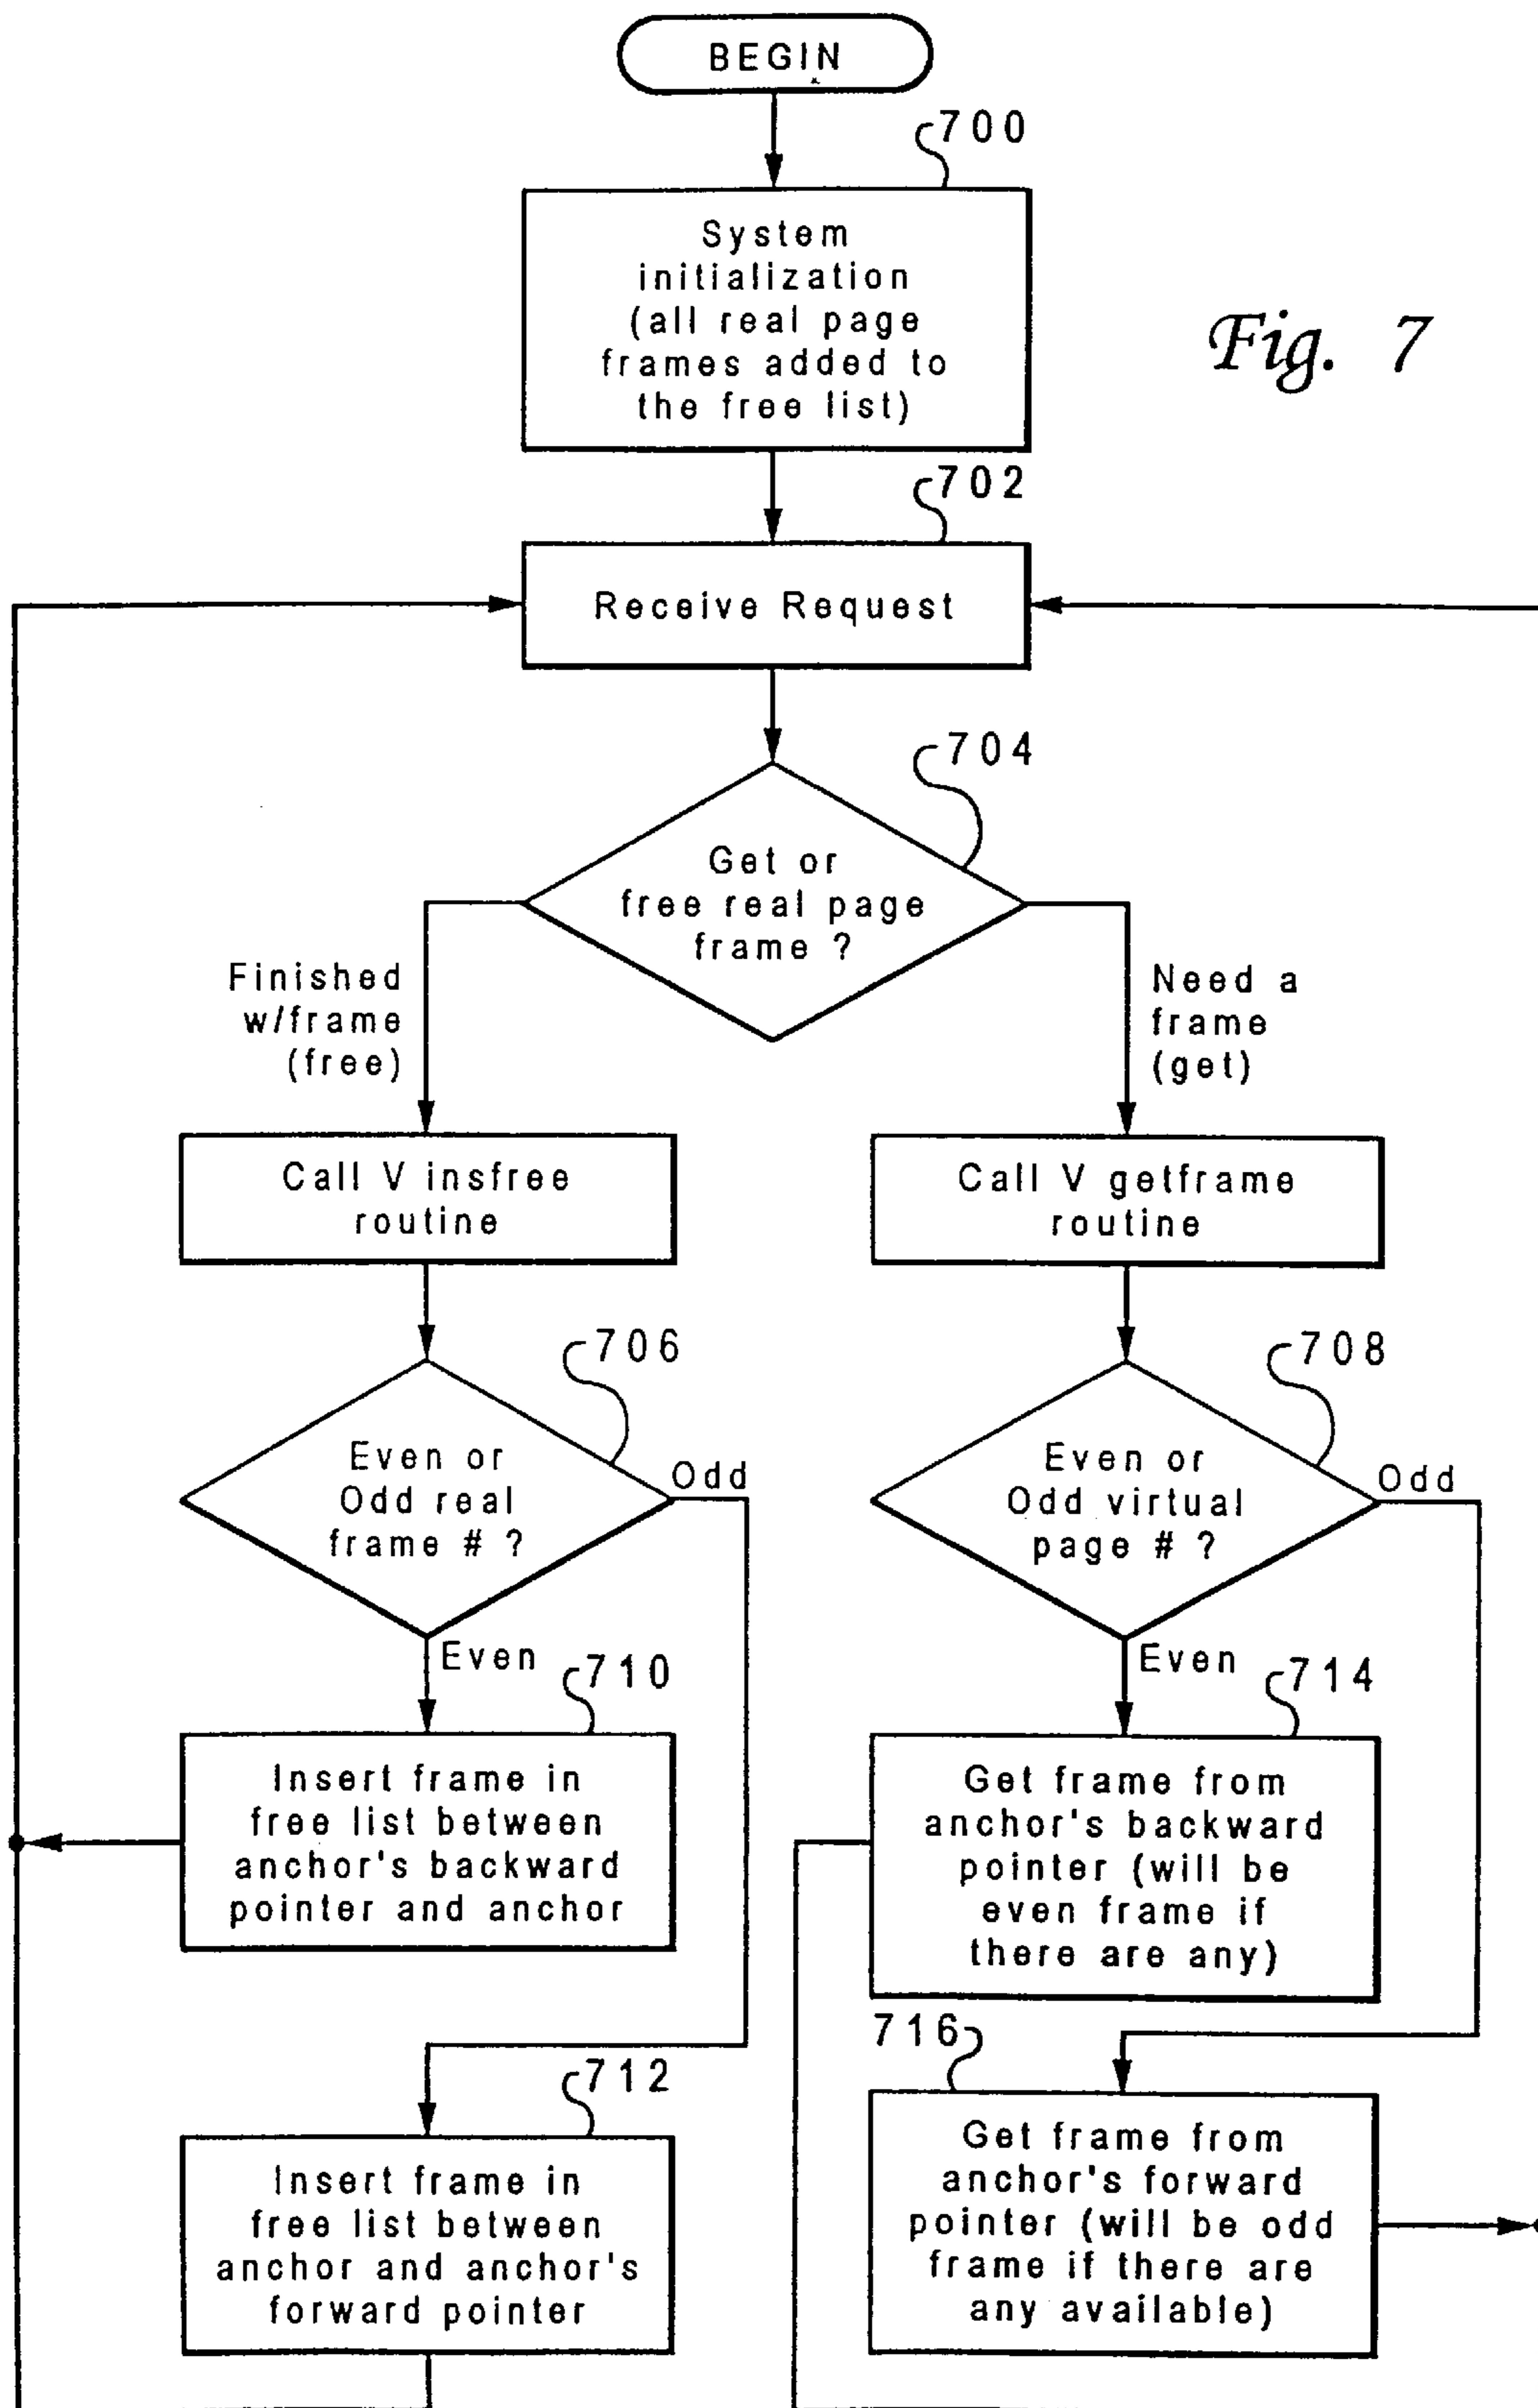 BEGIN
700
System
initialization
(all real page
frames added to
the free list)
Fig. 7
702
Receive Request
704
Get or
free real page
frame ?
Finished
w/frame
(free)
Need a
frame
(get)
Call V insfree
routine
Call V getframe
routine
706
708
Even or
Odd real
frame # ?
Odd
Even or
Odd virtual
page # ?
Odd
Even
710
Even
714
Insert frame in
free list between
anchor's backward
pointer and anchor
Get frame from
anchor's backward
pointer (will be
even frame if
there are any)
716
712
Insert frame in
free list between
anchor and anchor's
forward pointer
Get frame from
anchor's forward
pointer (will be odd
frame if there are
any available)